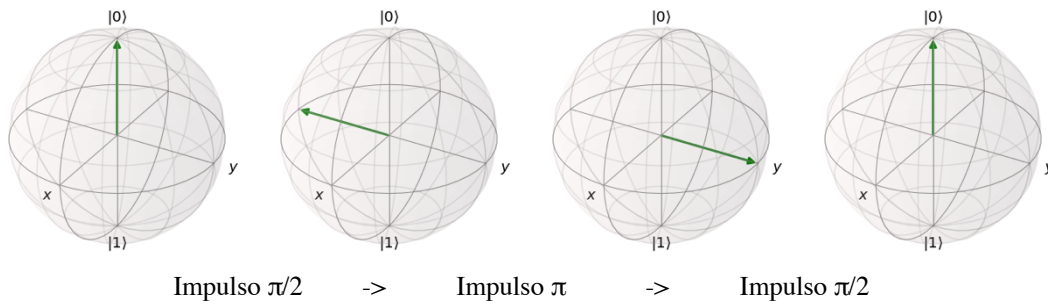 |0⟩ |0⟩ |0⟩ |0⟩
x y x y x y x y
|1⟩ |1⟩ |1⟩ |1⟩
Impulso π/2 -> Impulso π -> Impulso π/2